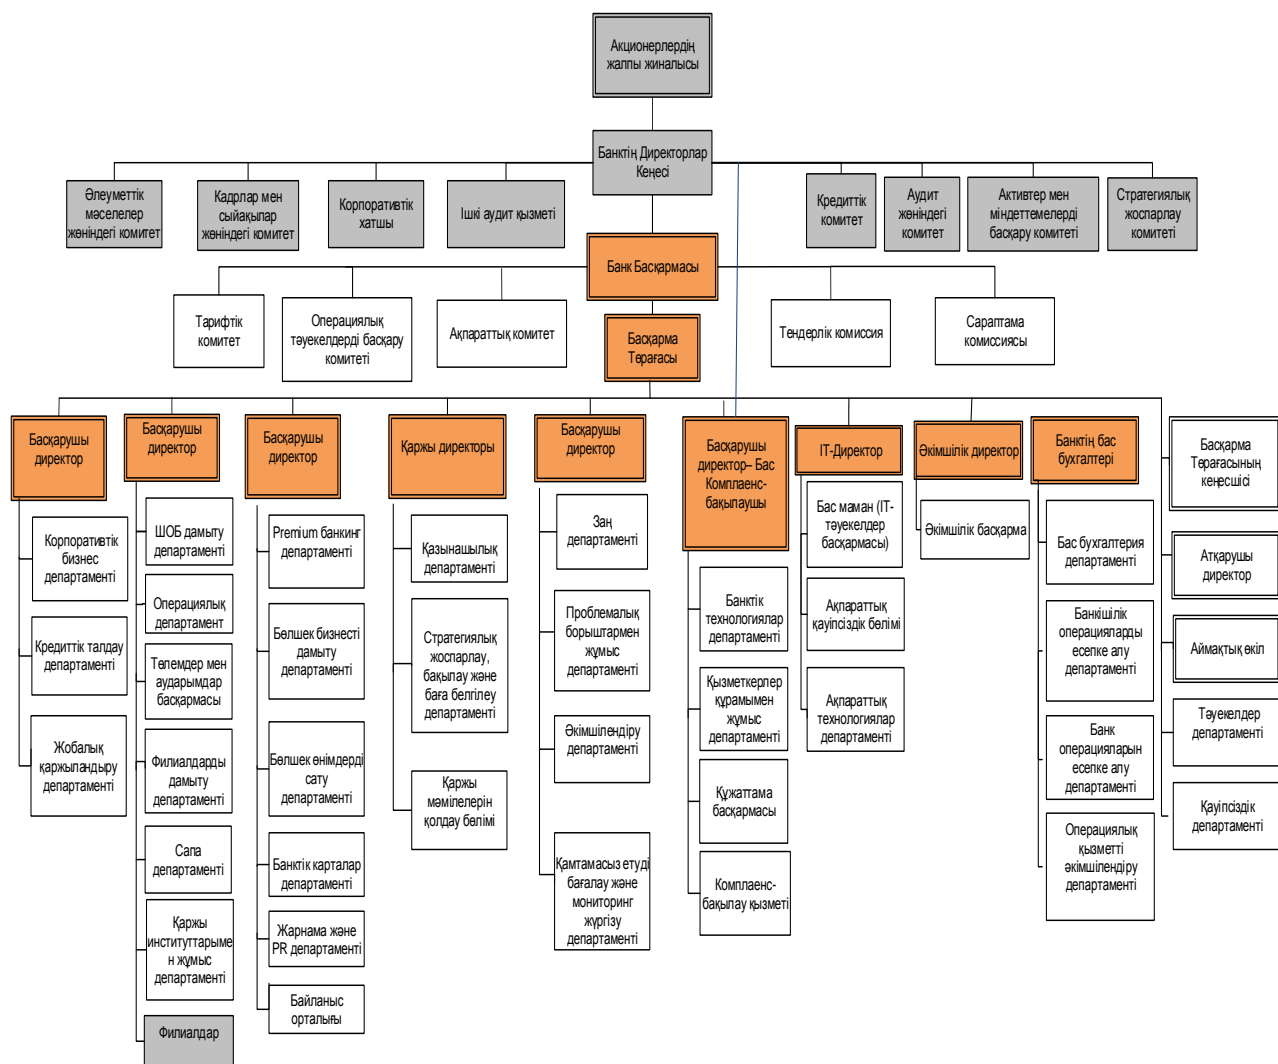 Акционерлердің
жалпы жиналысы
Банктің Директорлар
Кеңесі
Әлеуметтік
мәселелер
жөніндегі комитет
Кадрлар мен
сыйақылар
жөніндегі комитет
Корпоративтік
хатшы
Ішкі аудит қызметі
Кредиттік
комитет
Аудит
жөніндегі
комитет
Активтер мен
міндеттемелерді
басқару комитеті
Стратегиялық
жоспарлау
комитеті
Банк Басқармасы
Тарифтік
комитет
Операциялық
тәуекелдерді басқару
комитеті
Ақпараттық комитет
Тендерлік комиссия
Сараптама
комиссиясы
Басқарма
Төрағасы
Басқарушы
директор
Корпоративтік
бизнес
департаменті
Кредиттік талдау
департаменті
Жобалық
қаржыландыру
департаменті
Басқарушы
директор
ШОБ дамыту
департаменті
Операциялық
департамент
Төлемдер мен
аударымдар
басқармасы
Филиалдарды
дамыту
департаменті
Сапа
департаменті
Қаржы
институттарыме
н жұмыс
департаменті
Филиалдар
Басқарушы
директор
Premium банкинг
департаменті
Бөлшек бизнесті
дамыту
департаменті
Бөлшек өнімдерді
сату
департаменті
Банктік карталар
департаменті
Жарнама және
PR департаменті
Байланыс
орталығы
Қаржы директоры
Қазынашылық
департаменті
Стратегиялық
жоспарлау,
бақылау және
баға белгілеу
департаменті
Қаржы
мәмілелерін
қолдау бөлімі
Басқарушы
директор
Заң
департаменті
Проблемалық
борыштармен
жұмыс департаменті
Әкімшілендіру
департаменті
Қамтамасыз етуді
бағалау және
мониторинг
жүргізу
департаменті
Басқарушы
директор– Бас
Комплаенс-
бақылаушы
Банктік
технологиялар
департаменті
Қызметкерлер
құрамымен
жұмыс
департаменті
Құжаттама
басқармасы
Комплаенс-
бақылау қызметі
IT-Директор
Бас маман (IT-
тәуекелдер
басқармасы)
Ақпараттық
қауіпсіздік бөлімі
Ақпараттық
технологиялар
департаменті
Әкімшілік директор
Әкімшілік басқарма
Банктің бас
бухгалтері
Бас бухгалтерия
департаменті
Банкішілік
операцияларды
есепке алу
департаменті
Банк
операцияларын
есепке алу
департаменті
Операциялық
қызметті
әкімшілендіру
департаменті
Басқарма
Төрағасының
кеңесшісі
Атқарушы
директор
Аймақтық өкіл
Тәуекелдер
департаменті
Қауіпсіздік
департаменті